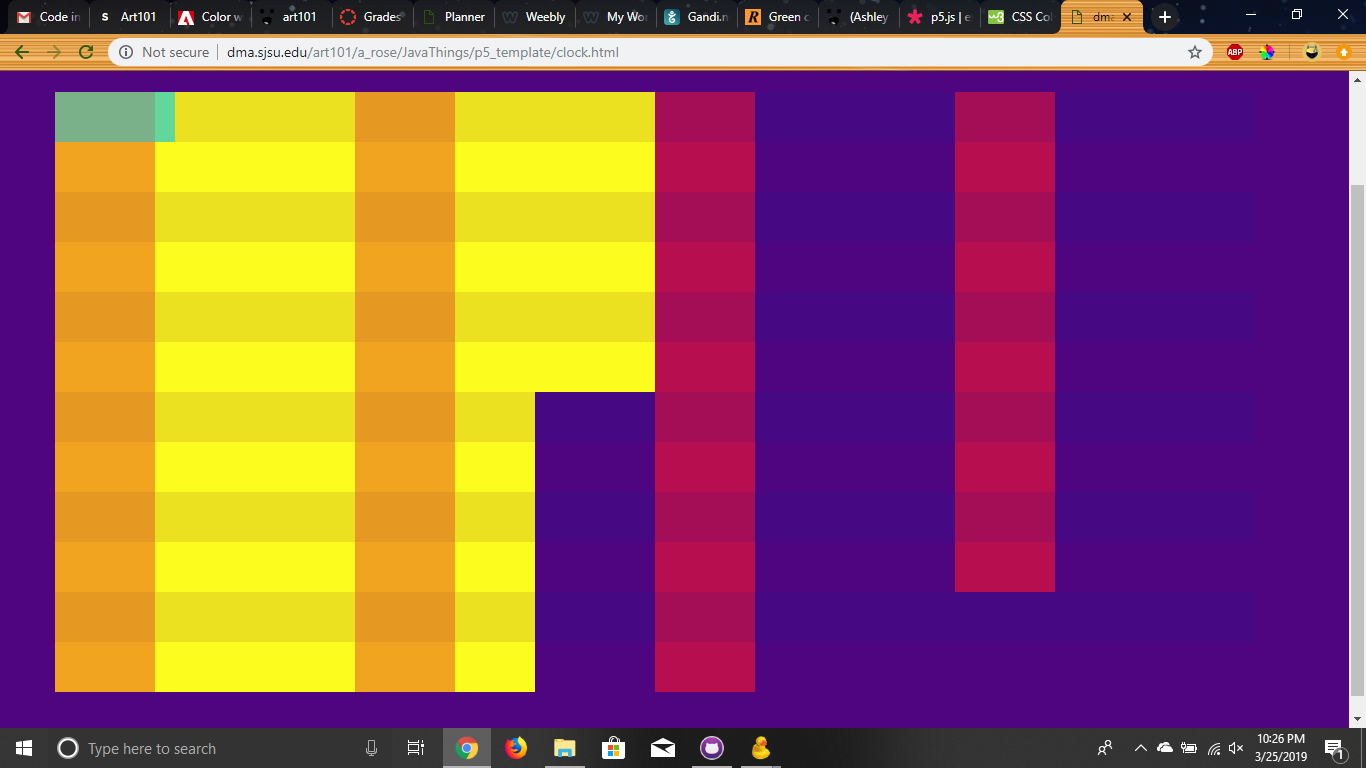 Code in
Art101
Color w
art101
Grades
Planner
Weebly
My Wor
Gandi.n
Green c
(Ashley
p5.js | e
CSS Col
dma
Not secure
dma.sjsu.edu/art101/a_rose/JavaThings/p5_template/clock.html
ABP
Type here to search
10:26 PM
3/25/2019
1